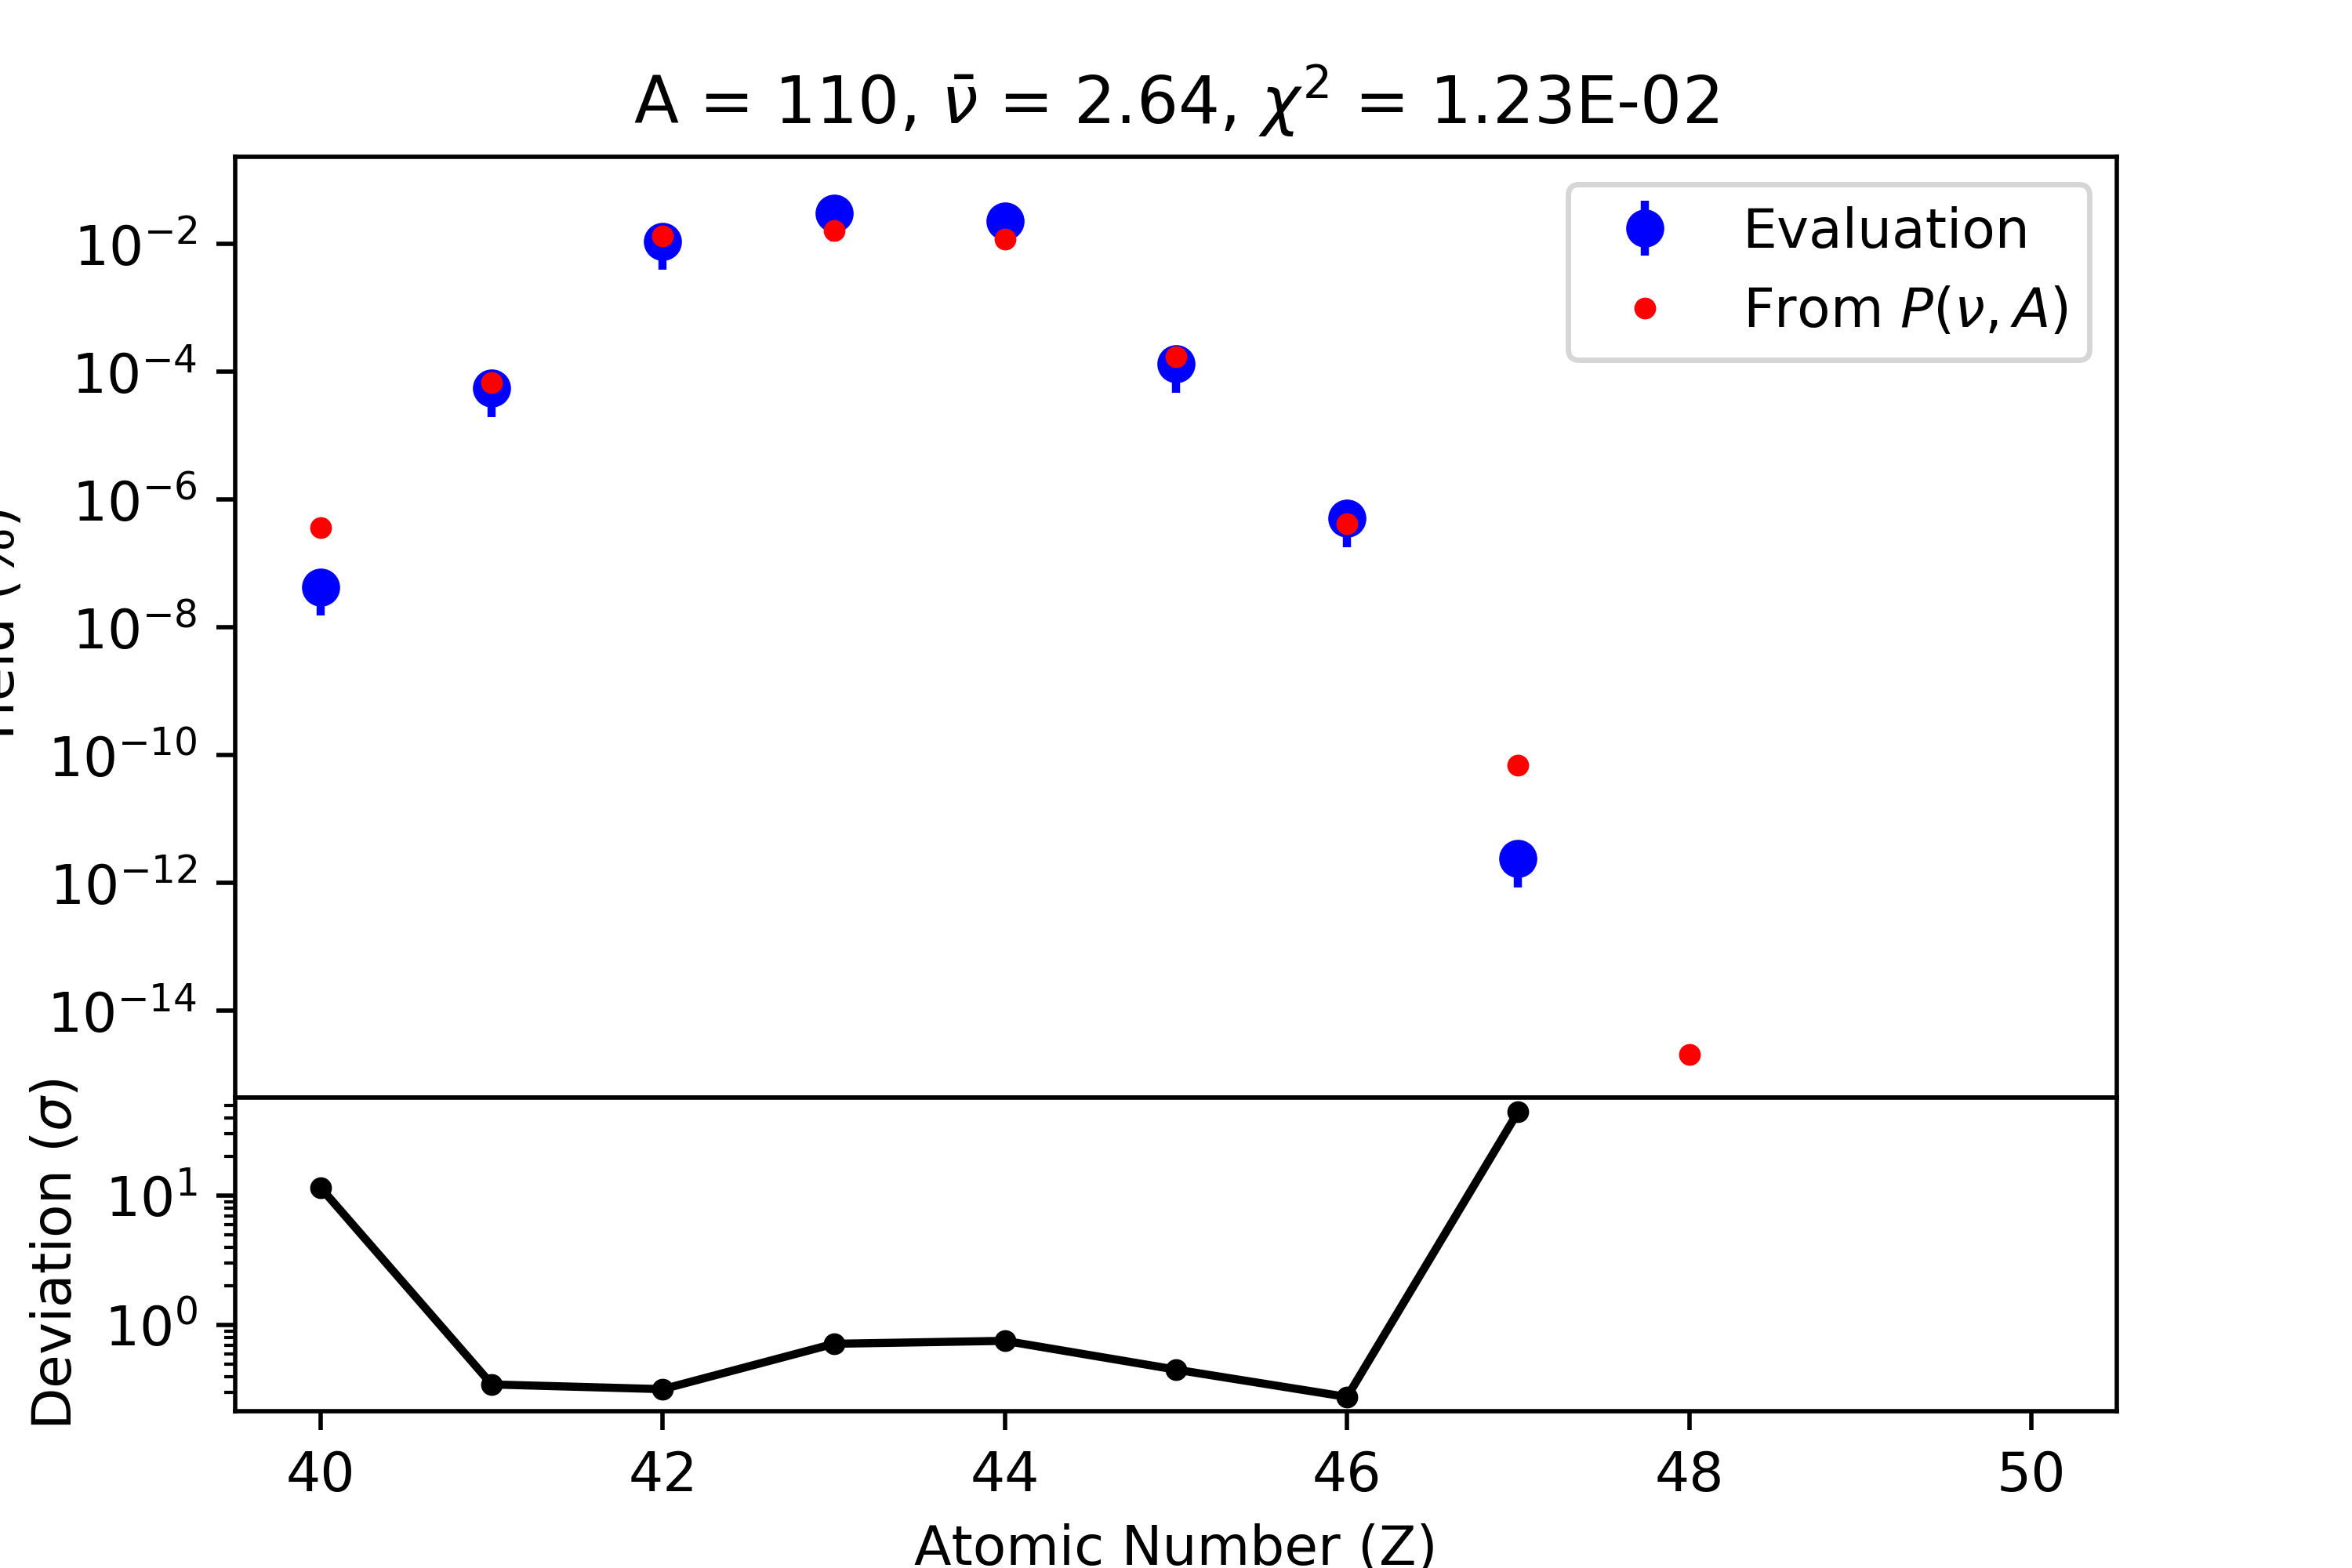 A = 110, ν̄ = 2.64, χ² = 1.23E-02
Evaluation
From P(ν, A)
10⁻²
10⁻⁴
10⁻⁶
10⁻⁸
10⁻¹⁰
10⁻¹²
10⁻¹⁴
(%)
Deviation (σ)
10¹
10⁰
40 42 44 46 48 50
Atomic Number (Z)